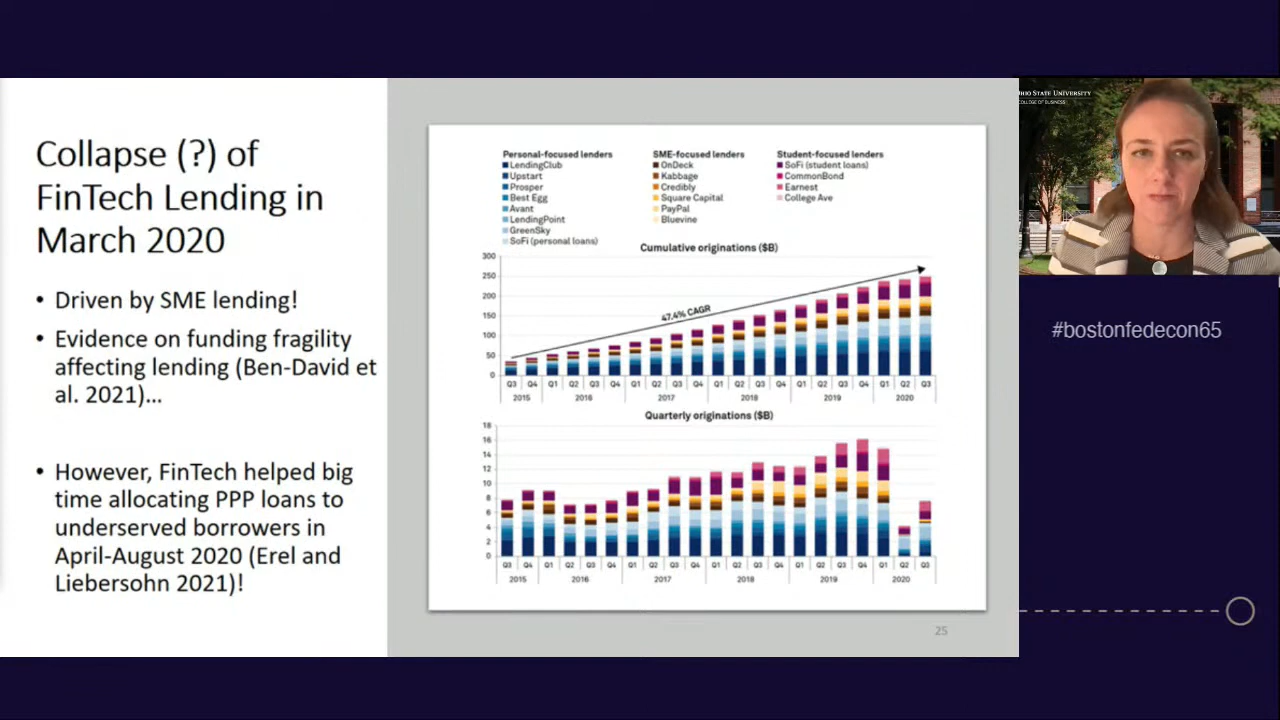 Collapse (?) of
FinTech Lending in
March 2020
• Driven by SME lending!
• Evidence on funding fragility
affecting lending (Ben-David et
al. 2021)…
• However, FinTech helped big
time allocating PPP loans to
underserved borrowers in
April-August 2020 (Erel and
Liebersohn 2021)!
Personal-focused lenders
LendingClub
Upstart
Prosper
Best Egg
Avant
LendingPoint
GreenSky
SoFi (personal loans)
SME-focused lenders
OnDeck
Kabbage
Credibly
Square Capital
PayPal
Bluevine
Student-focused lenders
SoFi (student loans)
CommonBond
Earnest
College Ave
Cumulative originations ($B)
300
250
200
150
100
50
0
47.4% CAGR
Q3 Q4 Q1 Q2 Q3 Q4 Q1 Q2 Q3 Q4 Q1 Q2 Q3 Q4 Q1 Q2 Q3 Q4 Q1 Q2 Q3
2015 2016 2017 2018 2019 2020
Quarterly originations ($B)
18
16
14
12
10
8
6
4
2
0
Q3 Q4 Q1 Q2 Q3 Q4 Q1 Q2 Q3 Q4 Q1 Q2 Q3 Q4 Q1 Q2 Q3 Q4 Q1 Q2 Q3
2015 2016 2017 2018 2019 2020
25
OHIO STATE UNIVERSITY
COLLEGE OF BUSINESS
#bostonfedecon65